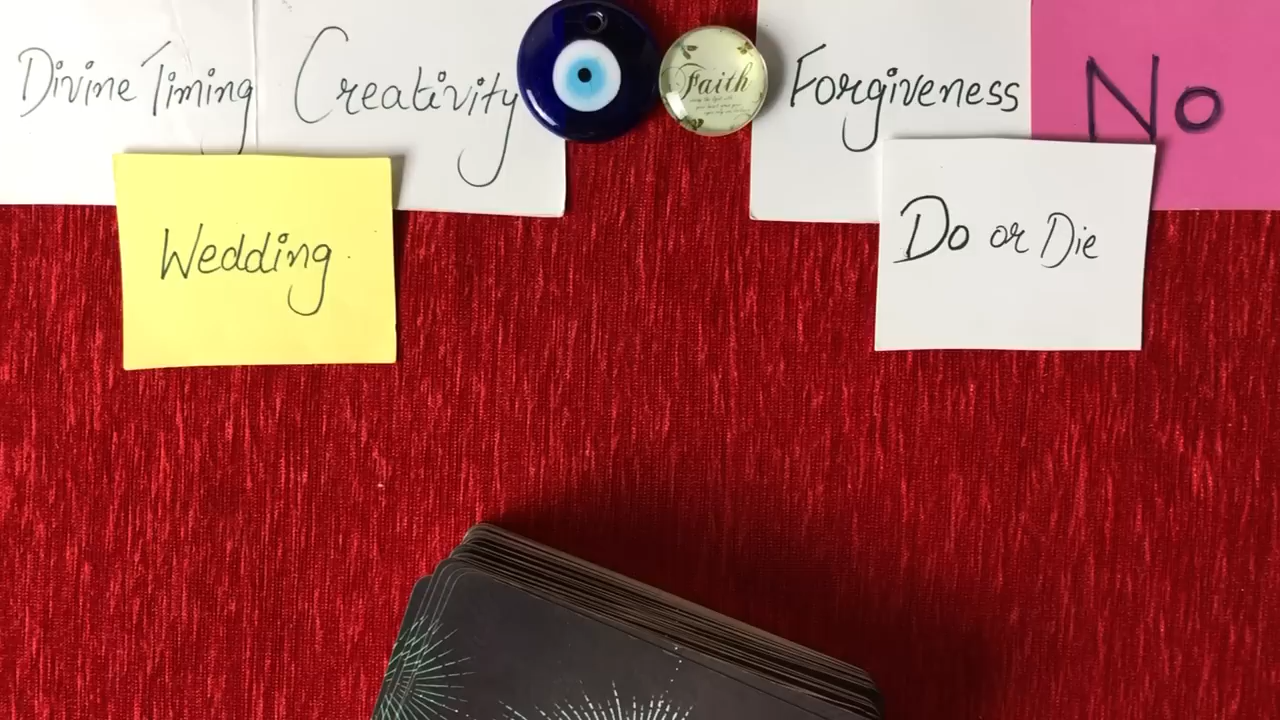 Divine Timing
Creativity
Faith
Forgiveness
No
Wedding
Do or Die